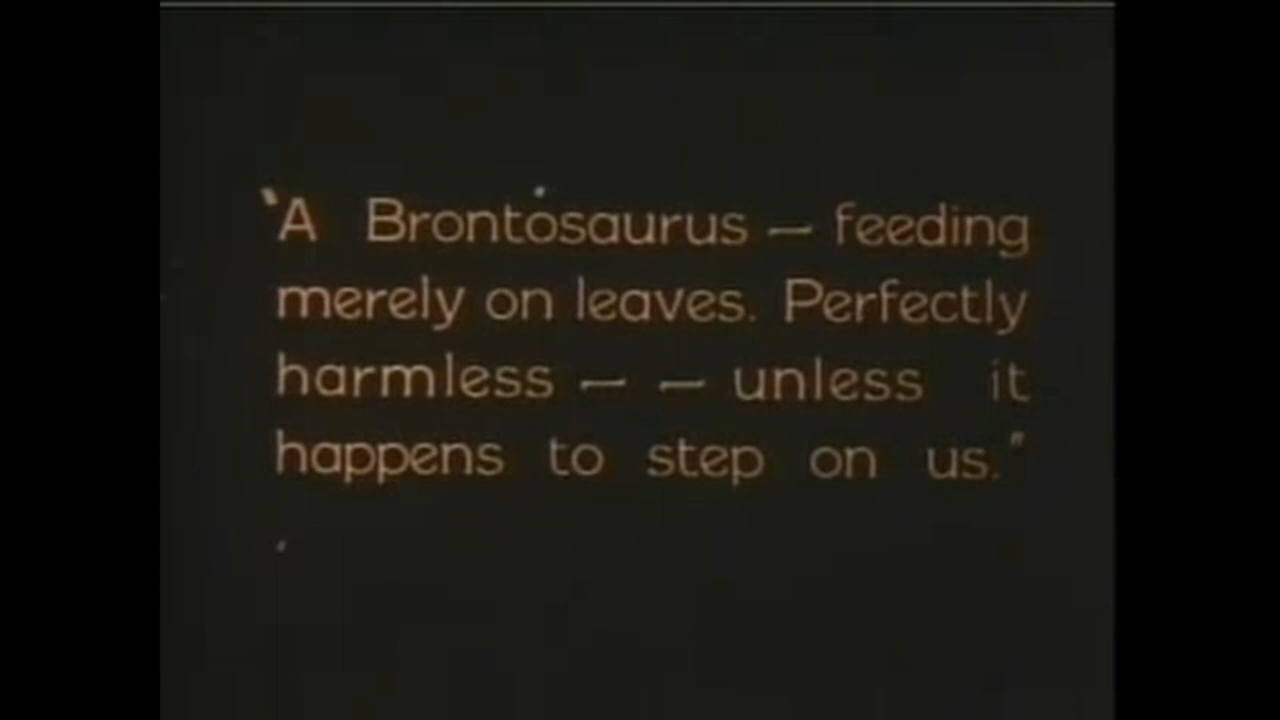 "A Brontosaurus — feeding
merely on leaves. Perfectly
harmless — — unless it
happens to step on us."